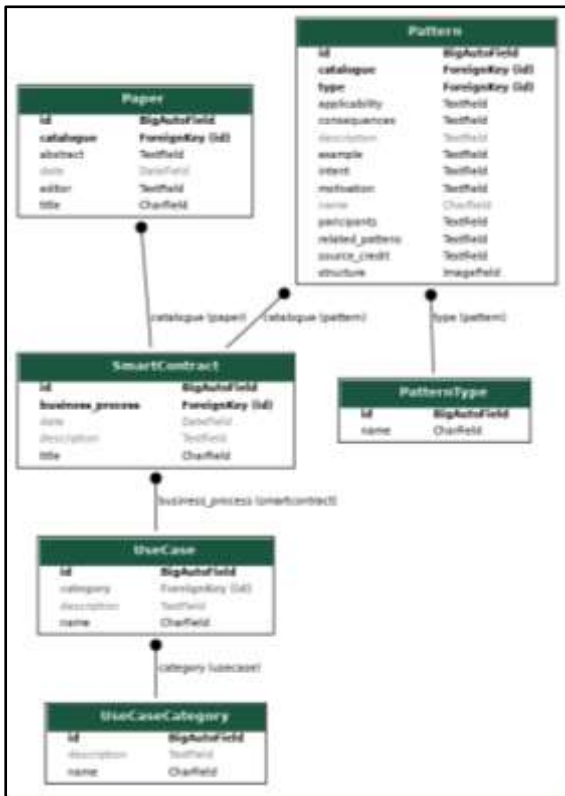 Pattern
id BigAutoField
catalogue ForeignKey (id)
type ForeignKey (id)
applicability TextField
consequences TextField
description TextField
example TextField
intent TextField
motivation TextField
name CharField
paricipants TextField
related_patterns TextField
source_credit TextField
structure ImageField
Paper
id BigAutoField
catalogue ForeignKey (id)
abstract TextField
date DateField
editor TextField
title CharField
catalogue (paper)
catalogue (pattern)
type (pattern)
SmartContract
id BigAutoField
business_process ForeignKey (id)
date DateField
description TextField
title CharField
PatternType
id BigAutoField
name CharField
business_process (smartcontract)
UseCase
id BigAutoField
category ForeignKey (id)
description TextField
name CharField
category (usecase)
UseCaseCategory
id BigAutoField
description TextField
name CharField